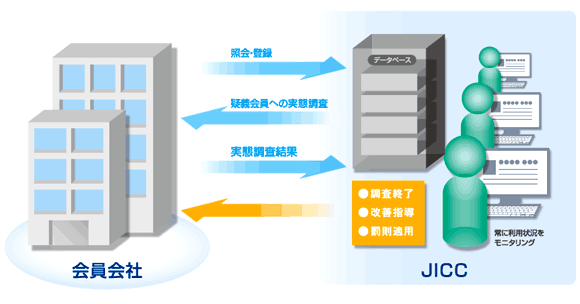 照会・登録
データベース
疑義会員への実態調査
実態調査結果
●調査終了
●改善指導
●罰則適用
常に利用状況を
モニタリング
会員会社
JICC